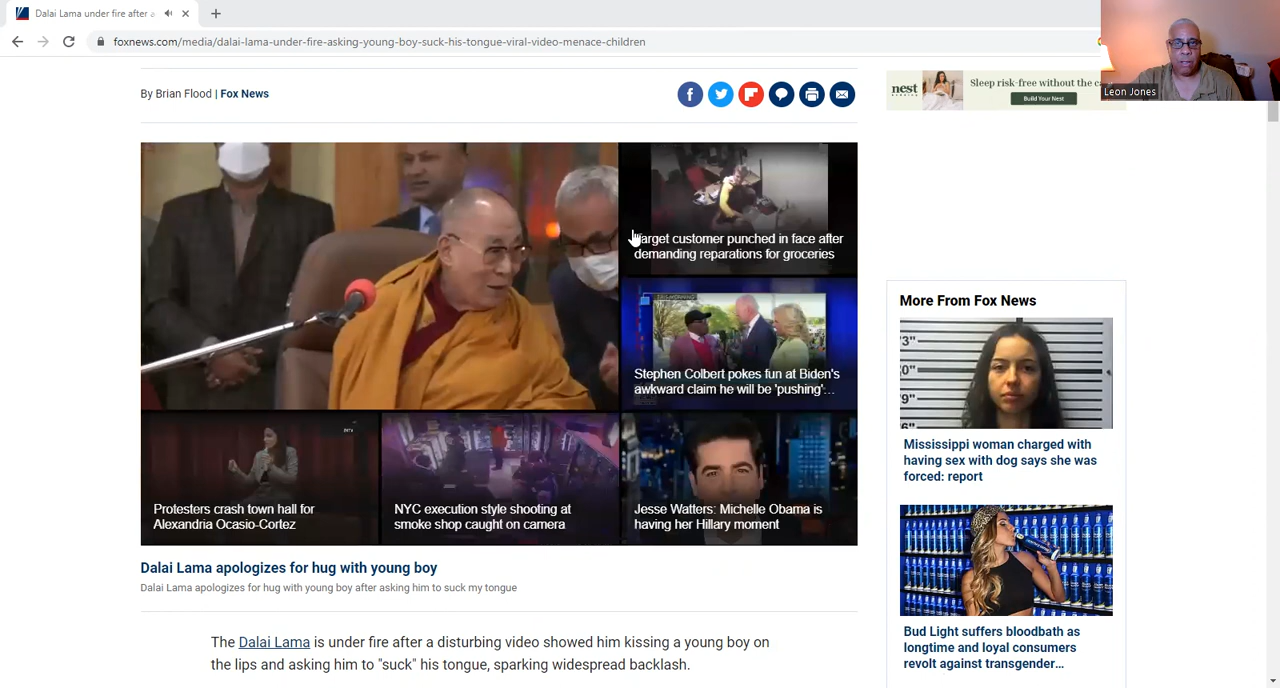 Dalai Lama under fire after a
foxnews.com/media/dalai-lama-under-fire-asking-young-boy-suck-his-tongue-viral-video-menace-children
Leon Jones
By Brian Flood | Fox News
nest
Sleep risk-free without the
Build Your Nest
Target customer punched in face after
demanding reparations for groceries
Stephen Colbert pokes fun at Biden's
awkward claim he will be 'pushing'...
Protesters crash town hall for
Alexandria Ocasio-Cortez
NYC execution style shooting at
smoke shop caught on camera
Jesse Watters: Michelle Obama is
having her Hillary moment
Dalai Lama apologizes for hug with young boy
Dalai Lama apologizes for hug with young boy after asking him to suck my tongue
The Dalai Lama is under fire after a disturbing video showed him kissing a young boy on
the lips and asking him to "suck" his tongue, sparking widespread backlash.
More From Fox News
Mississippi woman charged with
having sex with dog says she was
forced: report
Bud Light suffers bloodbath as
longtime and loyal consumers
revolt against transgender...